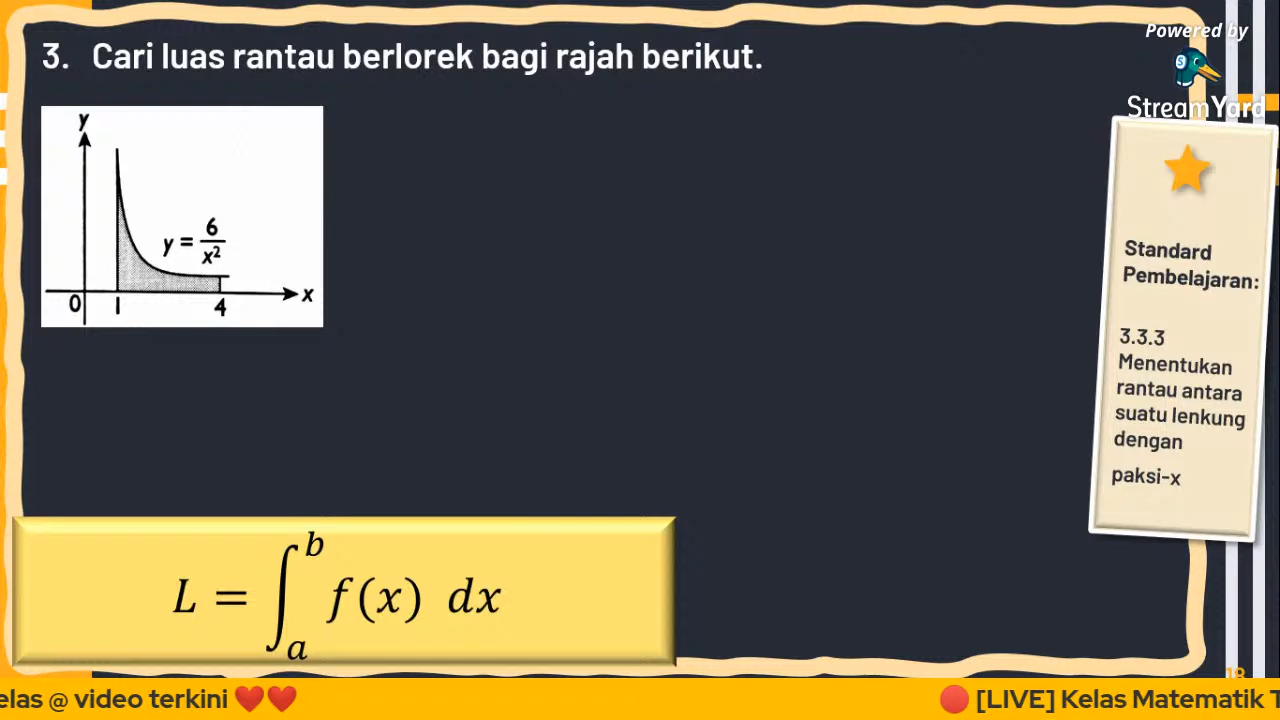 3. Cari luas rantau berlorek bagi rajah berikut.
Powered by
StreamYard
y
y = 6/x²
0 1 4 x
Standard
Pembelajaran:
3.3.3
Menentukan
rantau antara
suatu lenkung
dengan
paksi-x
L = ∫ₐᵇ f(x) dx
18
elas @ video terkini ❤️❤️ 🔴 [LIVE] Kelas Matematik T